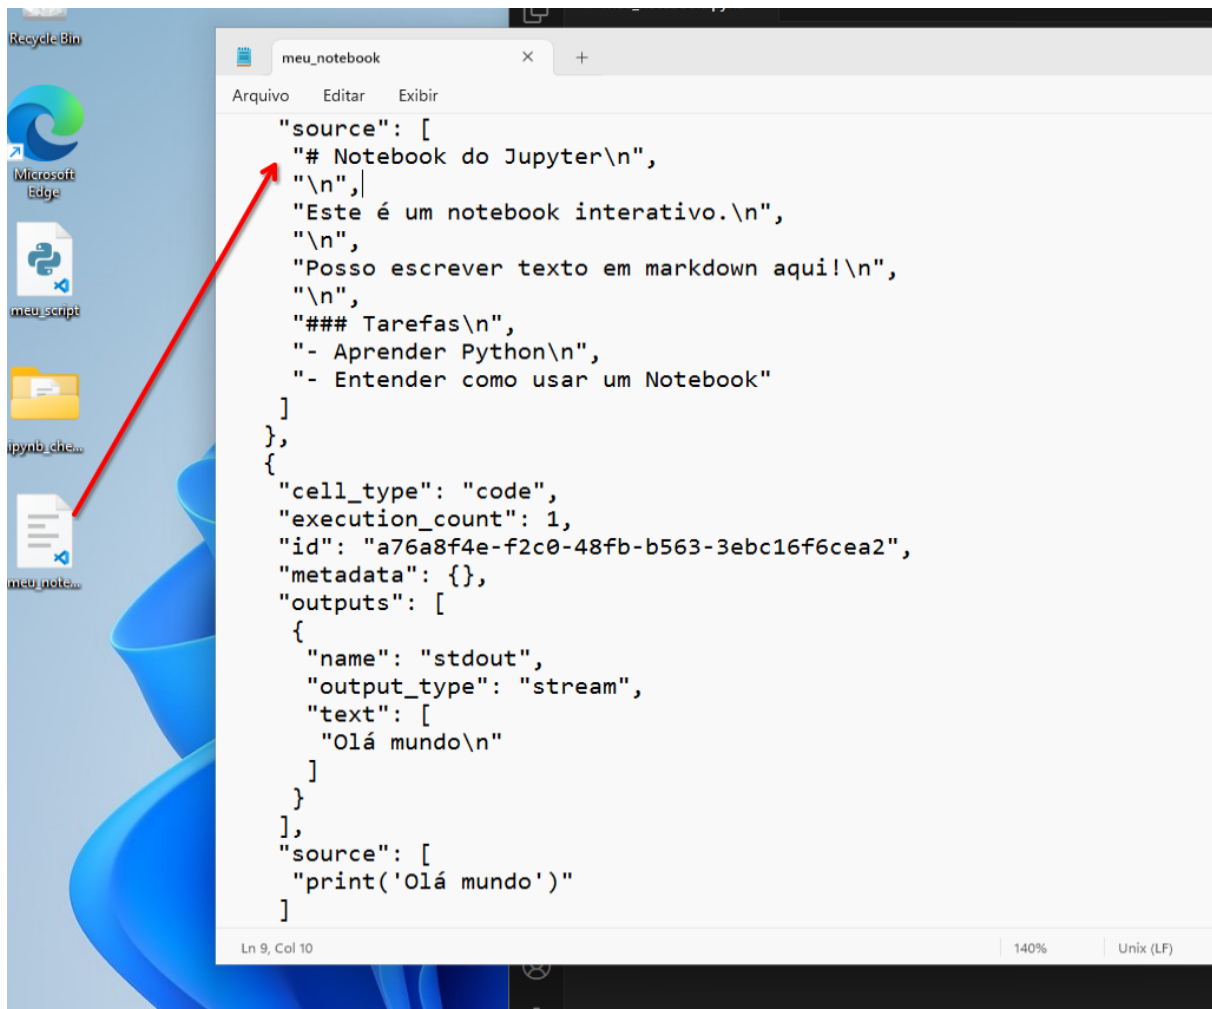 Recycle Bin
Microsoft
Edge
meu_script
ipynb_che...
meu_note...
meu_notebook
Arquivo Editar Exibir
"source": [
"# Notebook do Jupyter\n",
"\n",
"Este é um notebook interativo.\n",
"\n",
"Posso escrever texto em markdown aqui!\n",
"\n",
"### Tarefas\n",
"- Aprender Python\n",
"- Entender como usar um Notebook"
]
},
{
"cell_type": "code",
"execution_count": 1,
"id": "a76a8f4e-f2c0-48fb-b563-3ebc16f6cea2",
"metadata": {},
"outputs": [
{
"name": "stdout",
"output_type": "stream",
"text": [
"Olá mundo\n"
]
}
],
"source": [
"print('Olá mundo')"
]
Ln 9, Col 10 140% Unix (LF)